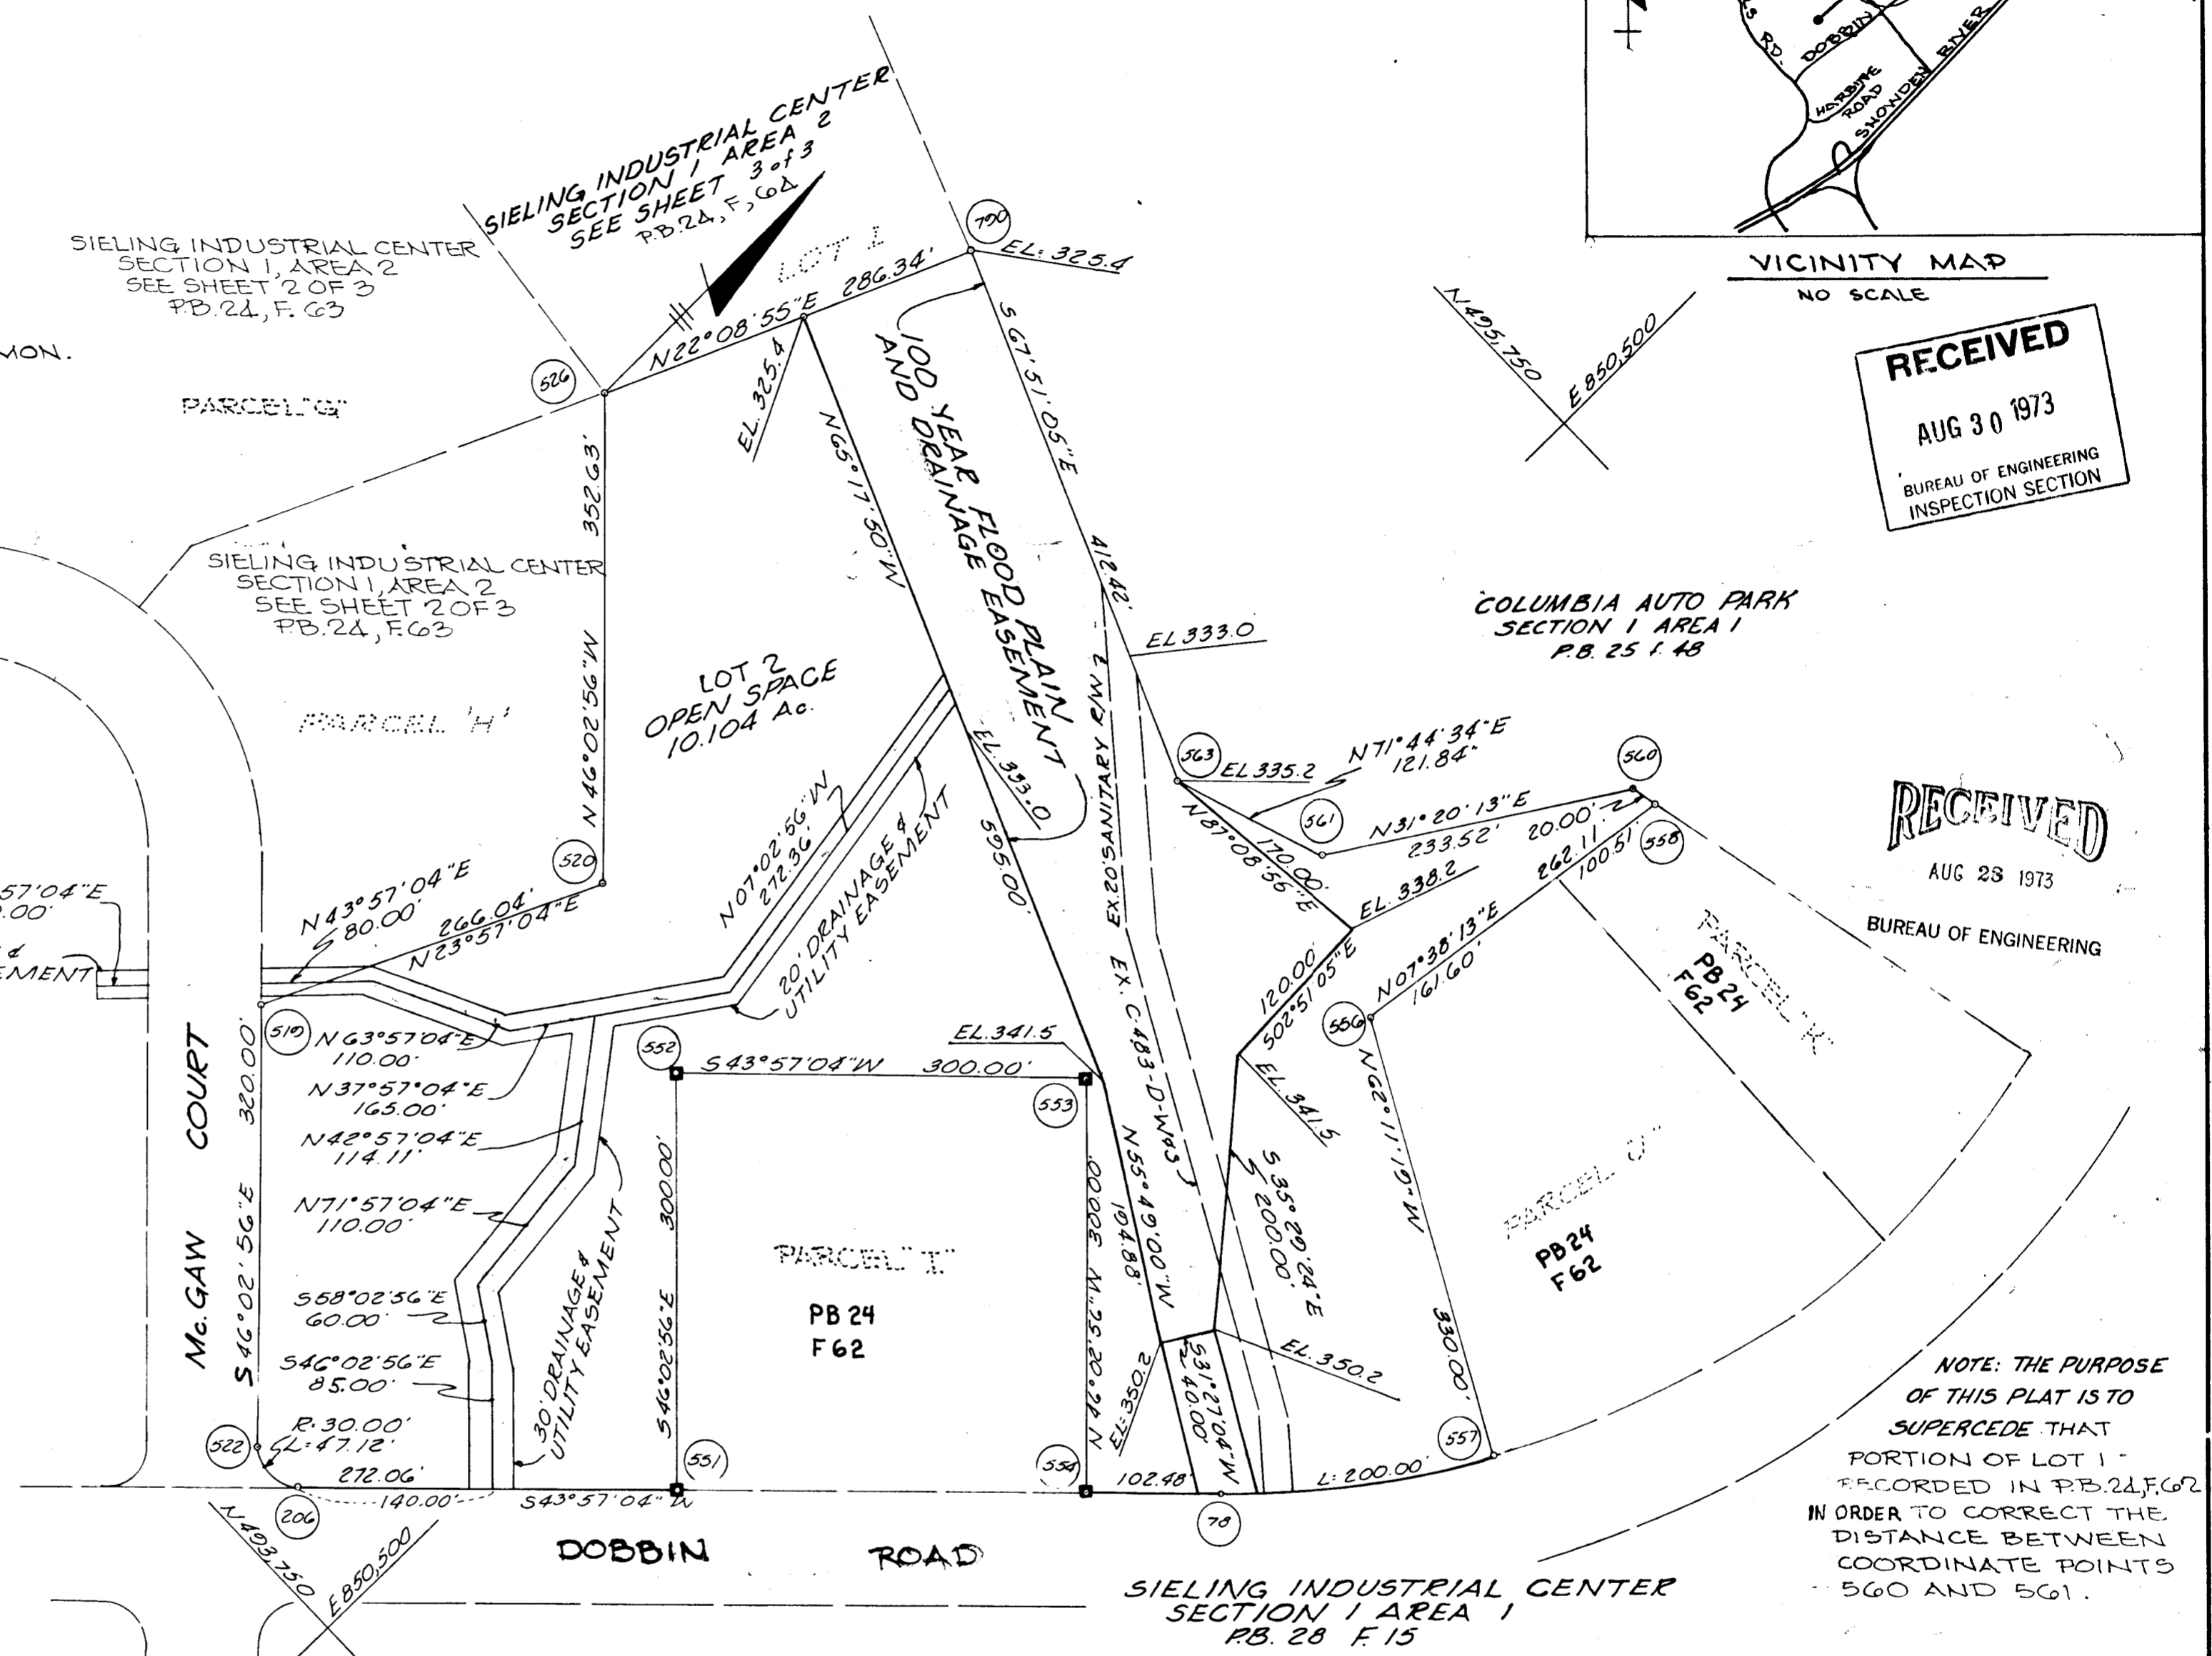 SIELING INDUSTRIAL CENTER
SECTION 1 AREA 2
SEE SHEET 3 of 3
P.B. 24, F, 64
LOT 1
SIELING INDUSTRIAL CENTER
SECTION 1, AREA 2
SEE SHEET 2 OF 3
P.B. 24, F. 63
MON.
PARCEL "G"
526
N22°08'55"E 286.34'
790
EL: 325.4
EL. 325.4
RD.
DOBBIN
HARBINE
ROAD
SNOWDEN RIVER
VICINITY MAP
NO SCALE
N495,750
E 850,500
RECEIVED
AUG 30 1973
BUREAU OF ENGINEERING
INSPECTION SECTION
S 67°51'05"E
412.42'
100 YEAR FLOOD PLAIN
AND DRAINAGE EASEMENT
N65°17'50"W
595.00'
352.63'
N 46°02'56"W
SIELING INDUSTRIAL CENTER
SECTION 1, AREA 2
SEE SHEET 2 OF 3
P.B. 24, F.63
PARCEL 'H'
LOT 2
OPEN SPACE
10.104 Ac.
EL 333.0
EL. 333.0
COLUMBIA AUTO PARK
SECTION 1 AREA 1
P.B. 25 f. 48
EX. 20' SANITARY R/W &
EX. C-483-D-W&S
563
EL 335.2
N71°44'34"E
121.84"
561
N31°20'13"E
233.52'
560
20.00'
558
262.11'
100.51'
N87°08'56"E
170.00'
EL. 338.2
N07°38'13"E
161.60'
556
120.00'
S02°51'05"E
EL. 341.5
RECEIVED
AUG 23 1973
BUREAU OF ENGINEERING
PARCEL "K"
PB 24
F62
520
N43°57'04"E
80.00'
266.04'
N23°57'04"E
57'04"E
.00'
&
EMENT
N07°02'56"W
272.36'
20' DRAINAGE &
UTILITY EASEMENT
519
N 63°57'04"E
110.00'
N37°57'04"E
165.00'
N42°57'04"E
114.11'
N71°57'04"E
110.00'
S58°02'56"E
60.00'
S46°02'56"E
85.00'
R: 30.00'
L=47.12'
522
Mc.GAW COURT
S46°02'56"E 320.00'
30' DRAINAGE &
UTILITY EASEMENT
552
S43°57'04"W 300.00'
EL.341.5
553
S46°02'56"E 300.00'
PARCEL "I"
PB 24
F 62
N 46°02'56"W 300.00'
N55°49'00"W
194.88'
S 35°29'24"E
200.00'
N 62°11'19"W
330.00'
PARCEL "J"
PB 24
F 62
EL: 350.2
S31°27'04"W
40.00'
EL. 350.2
557
272.06'
140.00'
S43°57'04"W
551
554
102.48'
L: 200.00'
206
78
N493,750
E850,500
DOBBIN ROAD
SIELING INDUSTRIAL CENTER
SECTION 1 AREA 1
P.B. 28 F. 15
NOTE: THE PURPOSE
OF THIS PLAT IS TO
SUPERCEDE THAT
PORTION OF LOT 1 -
RECORDED IN P.B.24,F,62
IN ORDER TO CORRECT THE
DISTANCE BETWEEN
COORDINATE POINTS
560 AND 561.